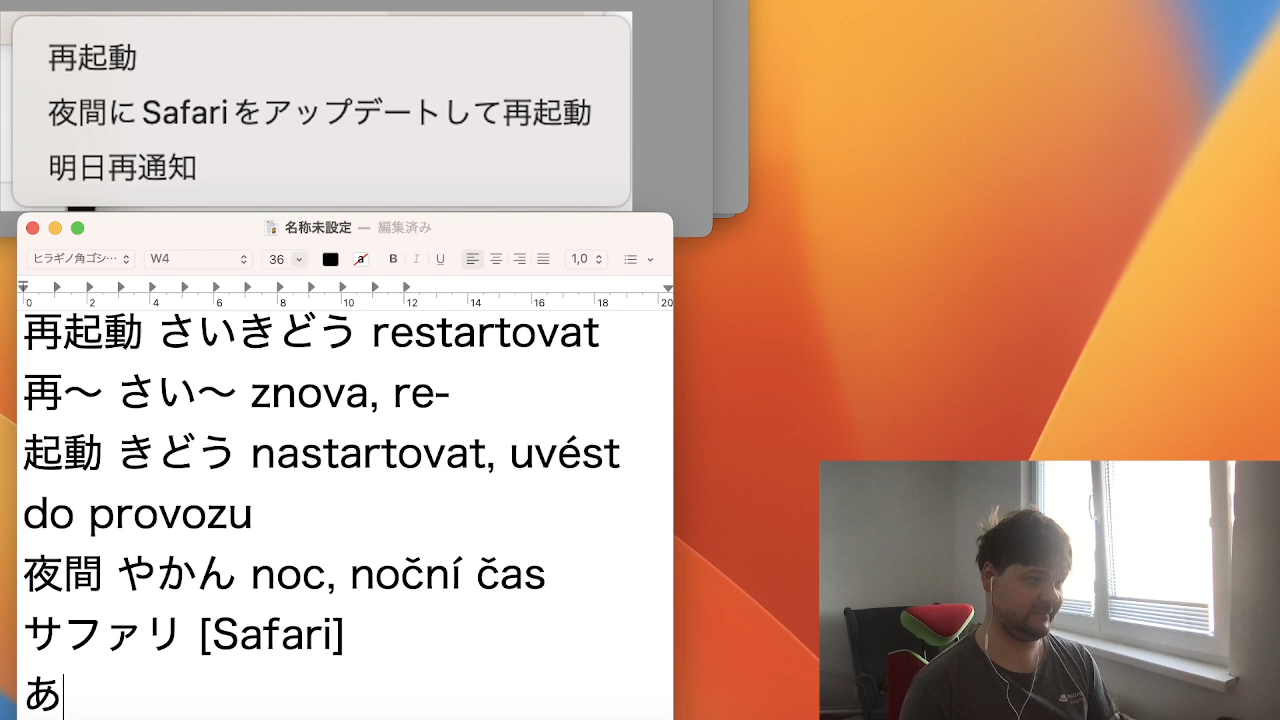 再起動
夜間にSafariをアップデートして再起動
明日再通知
名称未設定 — 編集済み
ヒラギノ角ゴシ… W4 36 a B I U 1,0
0 2 4 6 8 10 12 14 16 18 20
再起動 さいきどう restartovat
再〜 さい〜 znova, re-
起動 きどう nastartovat, uvést
do provozu
夜間 やかん noc, noční čas
サファリ [Safari]
あ